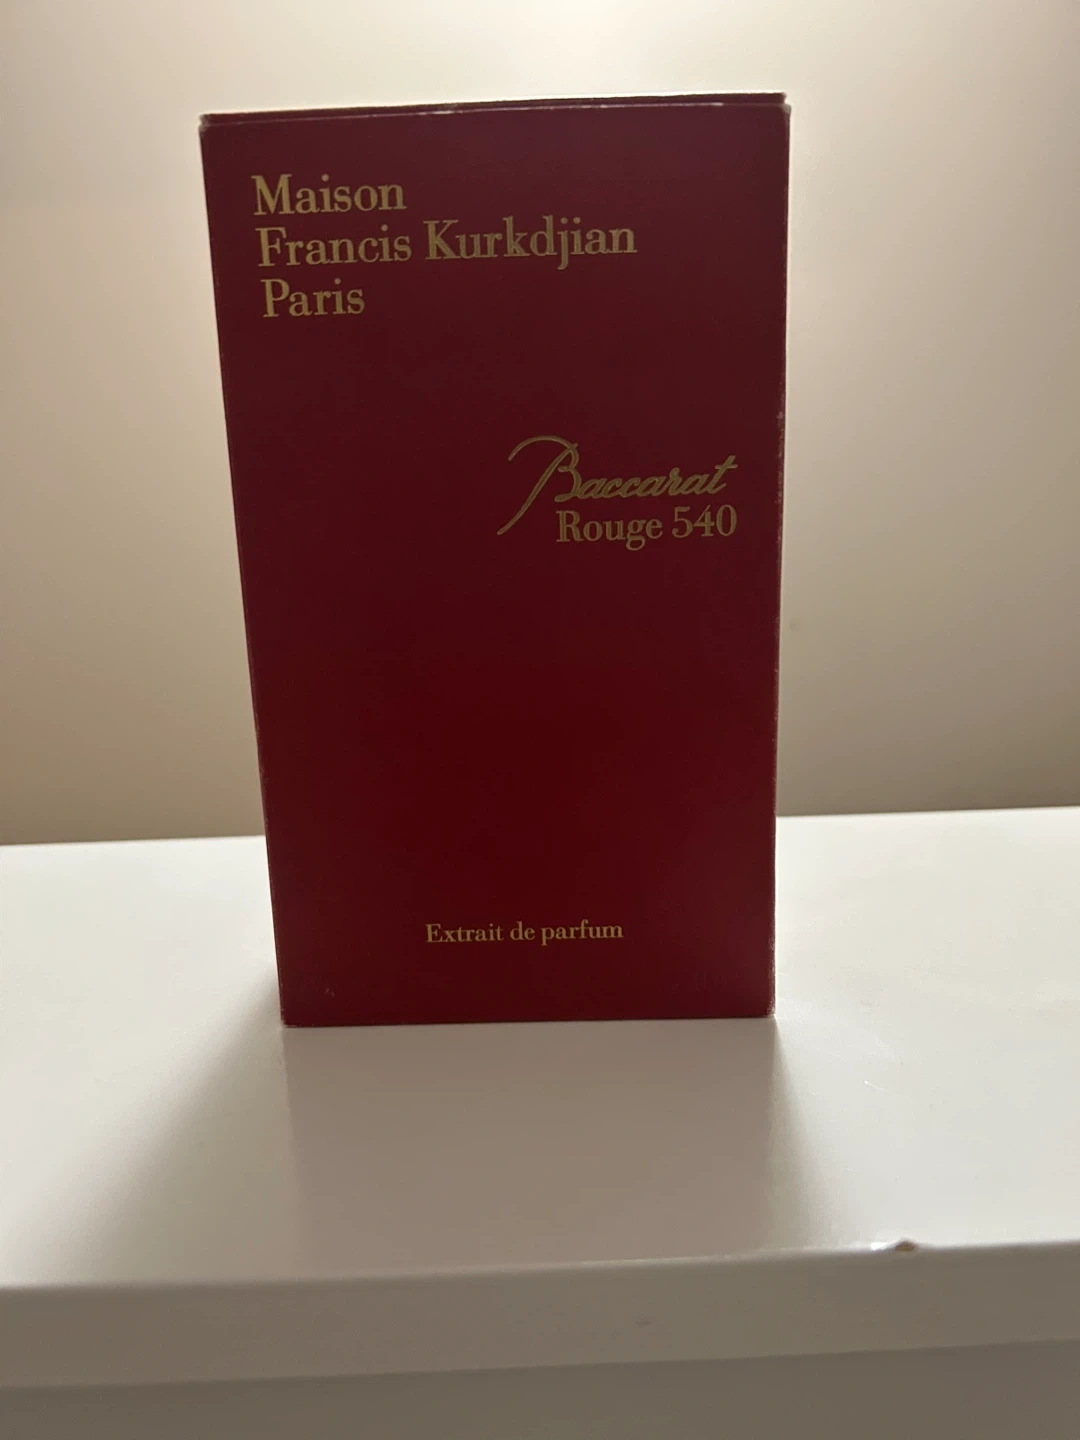 Maison
Francis Kurkdjian
Paris
Baccarat
Rouge 540
Extrait de parfum